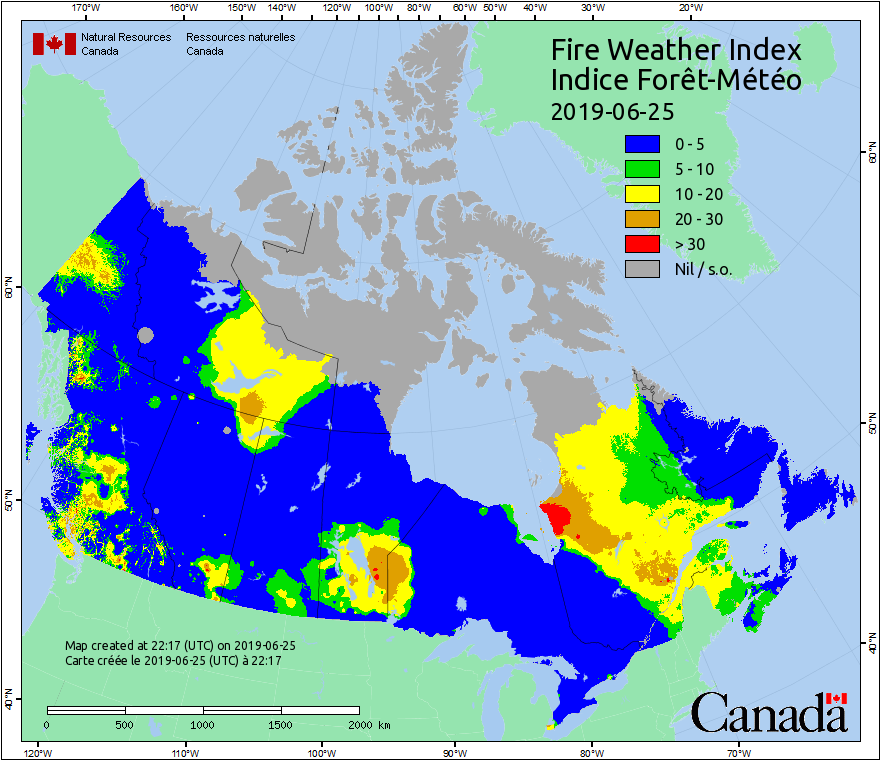 170°W 160°W 150°W 140°W 120°W 100°W 80°W 60°W 50°W 40°W 30°W 20°W
Natural Resources Ressources naturelles
Canada Canada
Fire Weather Index
Indice Forêt-Météo
2019-06-25
0 - 5
5 - 10
10 - 20
20 - 30
> 30
Nil / s.o.
60°N
60°N
50°N
50°N
40°N
40°N
Map created at 22:17 (UTC) on 2019-06-25
Carte créée le 2019-06-25 (UTC) à 22:17
0 500 1000 1500 2000 km
Canada
120°W 110°W 100°W 90°W 80°W 70°W